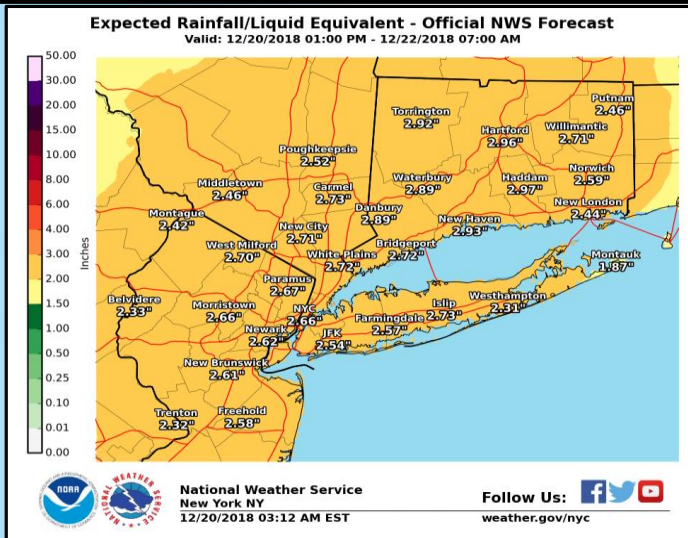 Expected Rainfall/Liquid Equivalent - Official NWS Forecast
Valid: 12/20/2018 01:00 PM - 12/22/2018 07:00 AM
50.00
30.00
20.00
15.00
10.00
8.00
6.00
4.00
3.00
2.00
1.50
1.00
0.50
0.25
0.10
0.01
0.00
Inches
Putnam
2.46"
Torrington
2.92"
Hartford
2.96"
Willimantic
2.71"
Poughkeepsie
2.52"
Middletown
2.46"
Carmel
2.73"
Waterbury
2.89"
Haddam
2.97"
Norwich
2.59"
Montague
2.42"
Danbury
2.89"
New London
2.44"
New City
2.71"
New Haven
2.93"
West Milford
2.70"
White Plains
2.72"
Bridgeport
2.72"
Montauk
1.87"
Paramus
2.67"
Belvidere
2.33"
Morristown
2.66"
NYC
2.66"
Islip
2.73"
Westhampton
2.31"
Newark
2.62"
JFK
2.54"
Farmingdale
2.57"
New Brunswick
2.61"
Trenton
2.32"
Freehold
2.58"
NOAA
NATIONAL WEATHER SERVICE
National Weather Service
New York NY
12/20/2018 03:12 AM EST
Follow Us:
weather.gov/nyc